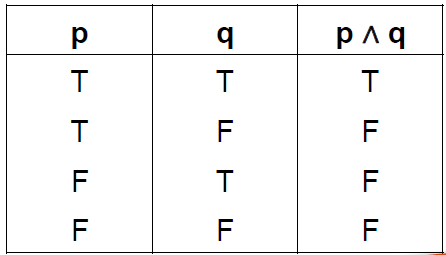 p q p ∧ q
T T T
T F F
F T F
F F F